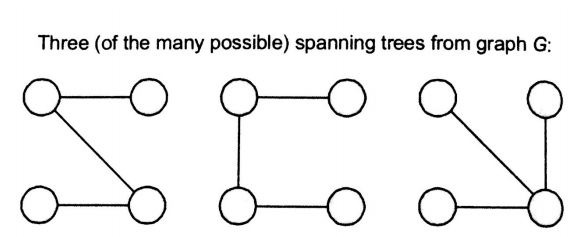 Three (of the many possible) spanning trees from graph G: